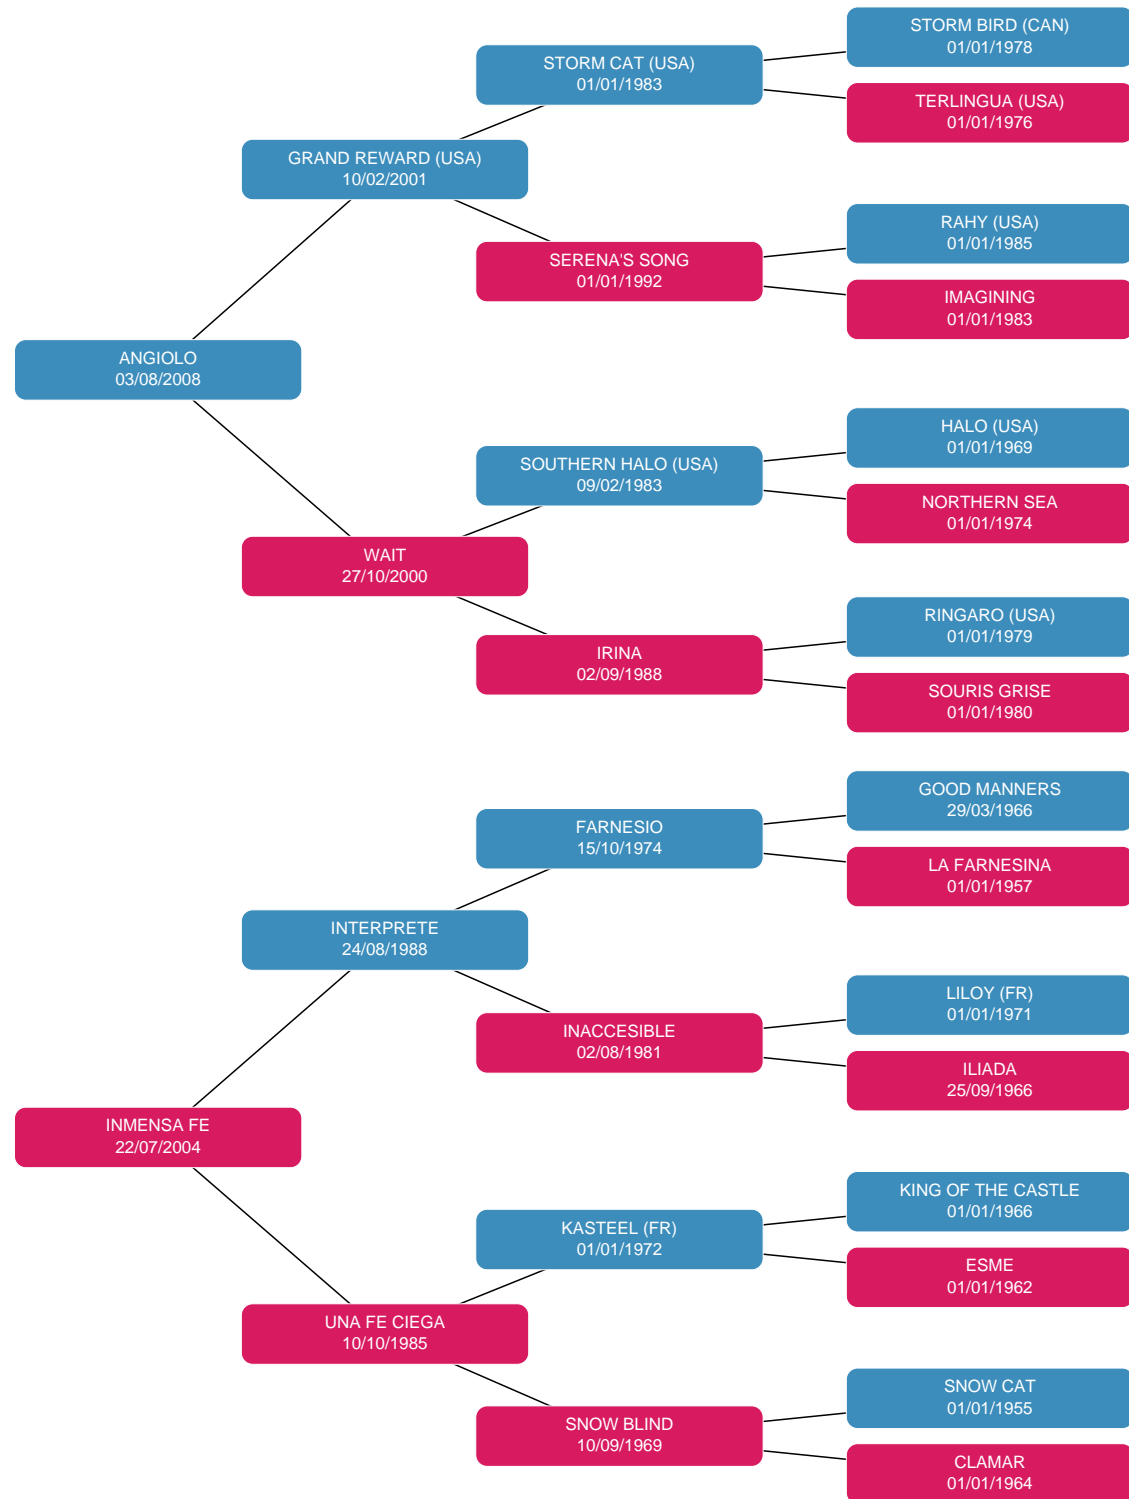 STORM BIRD (CAN)
01/01/1978
STORM CAT (USA)
01/01/1983
TERLINGUA (USA)
01/01/1976
GRAND REWARD (USA)
10/02/2001
RAHY (USA)
01/01/1985
SERENA'S SONG
01/01/1992
IMAGINING
01/01/1983
ANGIOLO
03/08/2008
HALO (USA)
01/01/1969
SOUTHERN HALO (USA)
09/02/1983
NORTHERN SEA
01/01/1974
WAIT
27/10/2000
RINGARO (USA)
01/01/1979
IRINA
02/09/1988
SOURIS GRISE
01/01/1980
GOOD MANNERS
29/03/1966
FARNESIO
15/10/1974
LA FARNESINA
01/01/1957
INTERPRETE
24/08/1988
LILOY (FR)
01/01/1971
INACCESIBLE
02/08/1981
ILIADA
25/09/1966
INMENSA FE
22/07/2004
KING OF THE CASTLE
01/01/1966
KASTEEL (FR)
01/01/1972
ESME
01/01/1962
UNA FE CIEGA
10/10/1985
SNOW CAT
01/01/1955
SNOW BLIND
10/09/1969
CLAMAR
01/01/1964